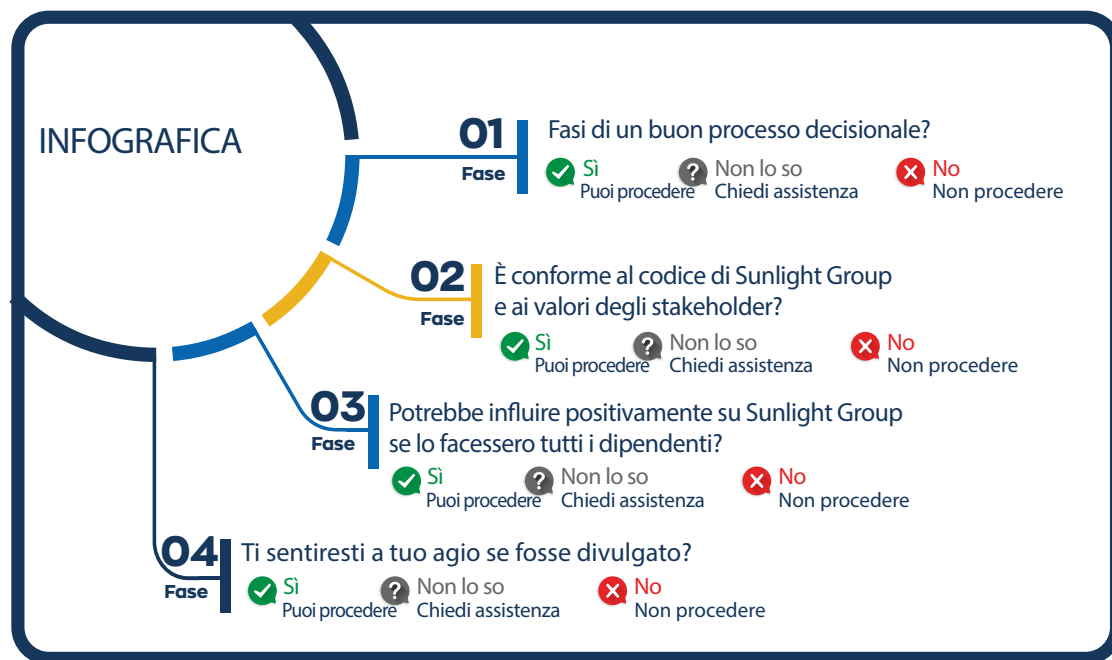 INFOGRAFICA
01
Fase
Fasi di un buon processo decisionale?
Sì
Puoi procedere
Non lo so
Chiedi assistenza
No
Non procedere
02
Fase
È conforme al codice di Sunlight Group
e ai valori degli stakeholder?
Sì
Puoi procedere
Non lo so
Chiedi assistenza
No
Non procedere
03
Fase
Potrebbe influire positivamente su Sunlight Group
se lo facessero tutti i dipendenti?
Sì
Puoi procedere
Non lo so
Chiedi assistenza
No
Non procedere
04
Fase
Ti sentiresti a tuo agio se fosse divulgato?
Sì
Puoi procedere
Non lo so
Chiedi assistenza
No
Non procedere